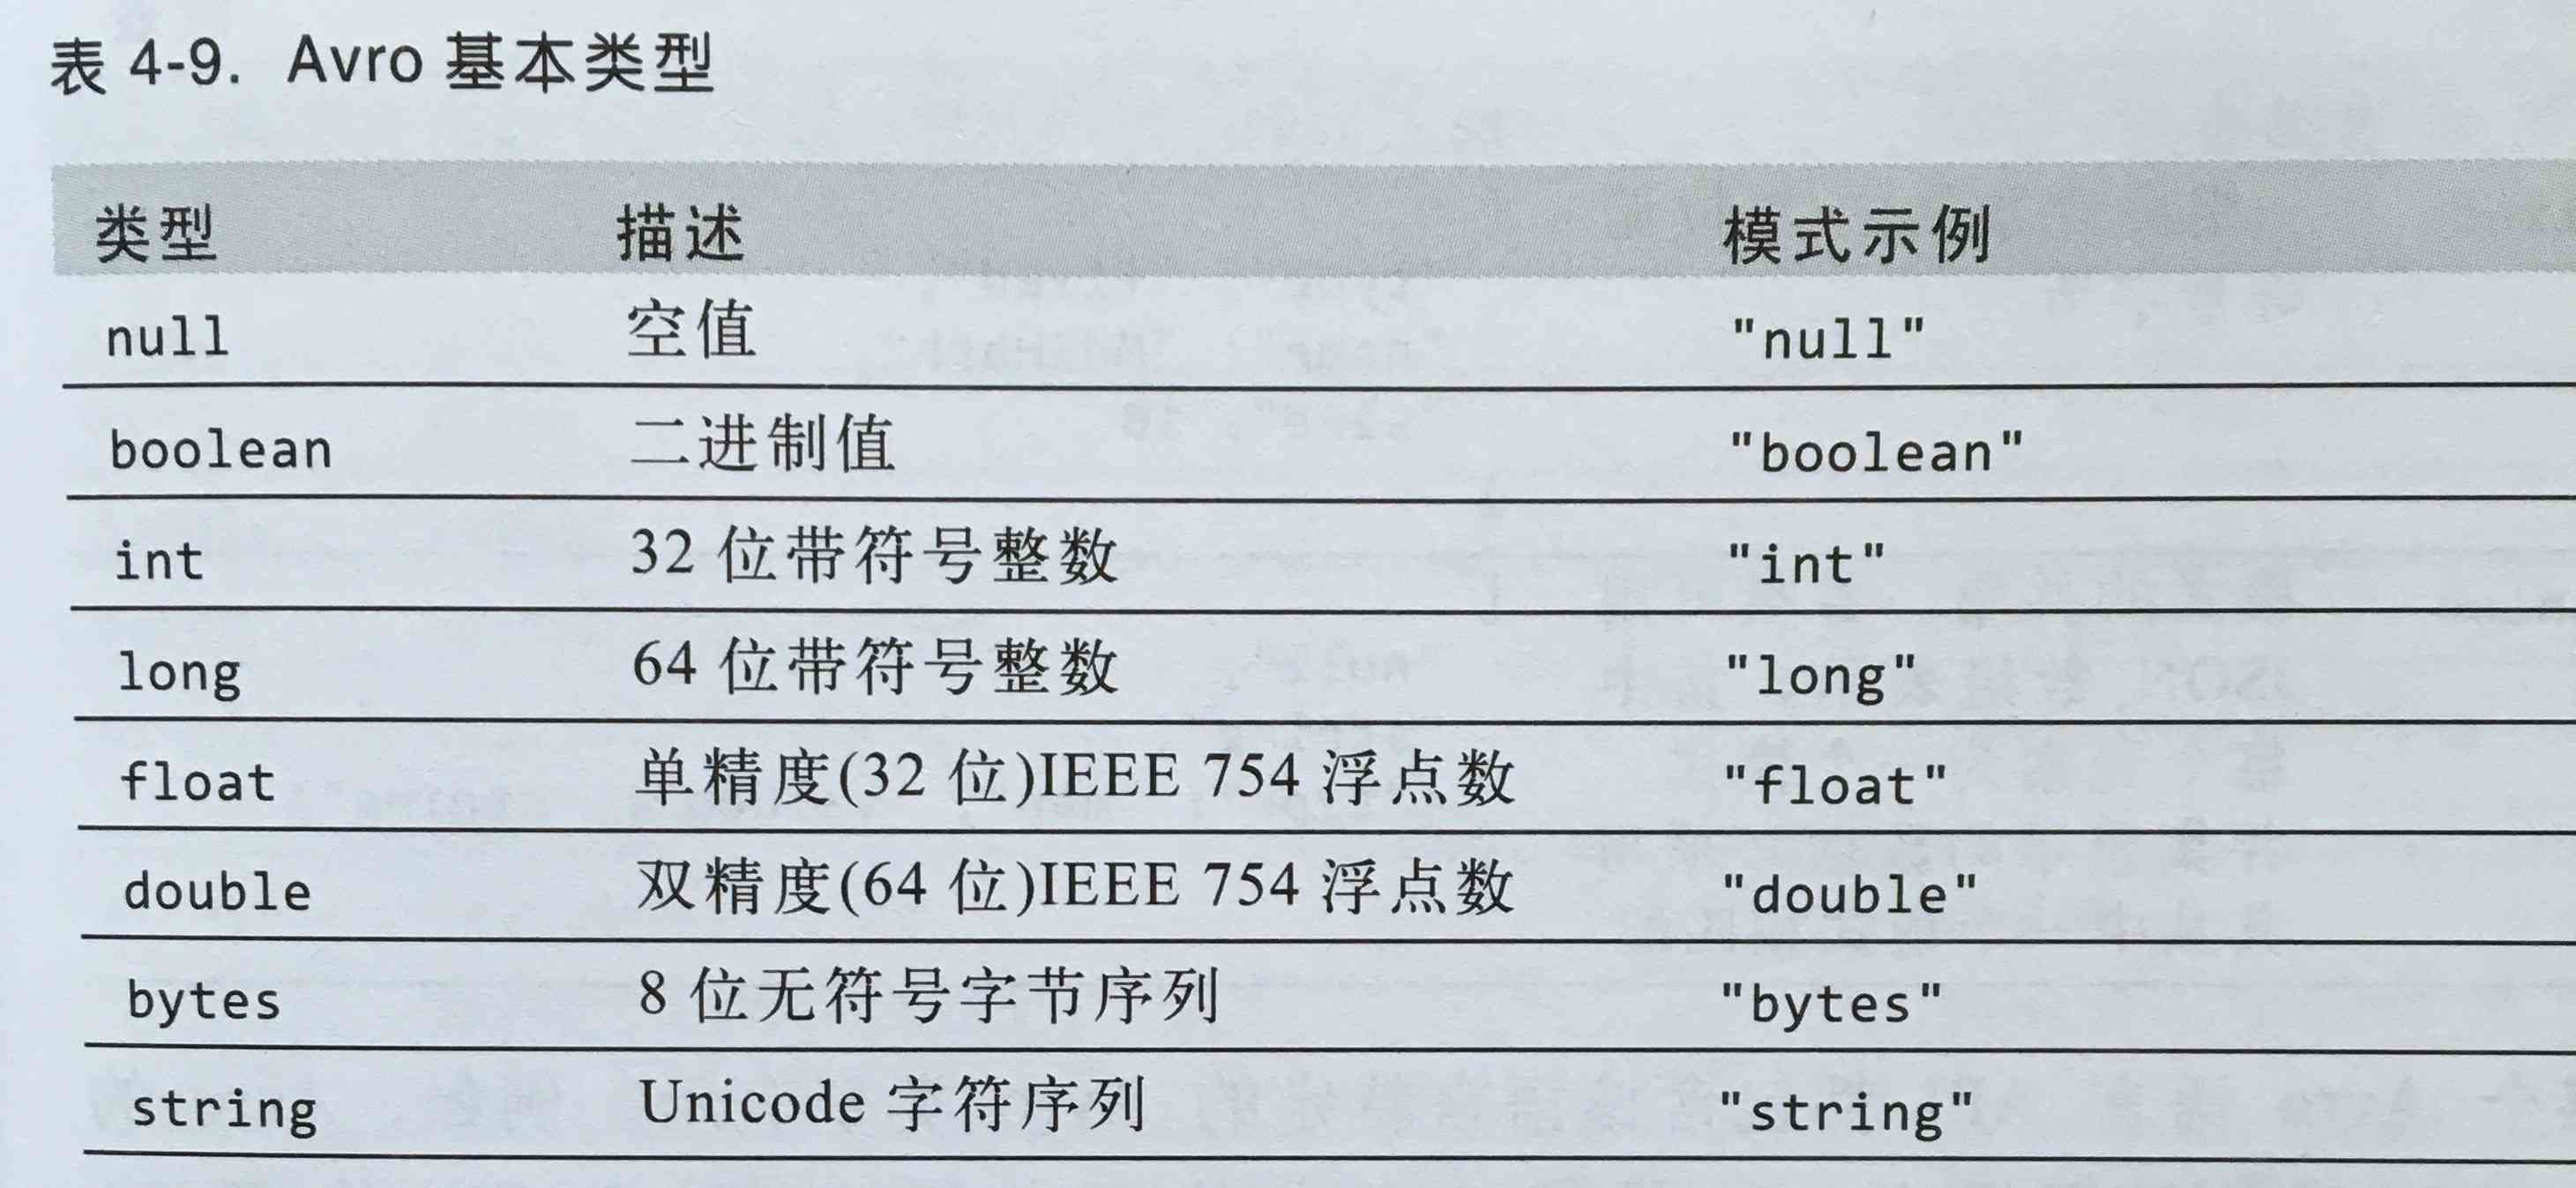 表 4-9. Avro 基本类型
类型 描述 模式示例
null 空值 "null"
boolean 二进制值 "boolean"
int 32 位带符号整数 "int"
long 64 位带符号整数 "long"
float 单精度(32 位)IEEE 754 浮点数 "float"
double 双精度(64 位)IEEE 754 浮点数 "double"
bytes 8 位无符号字节序列 "bytes"
string Unicode 字符序列 "string"